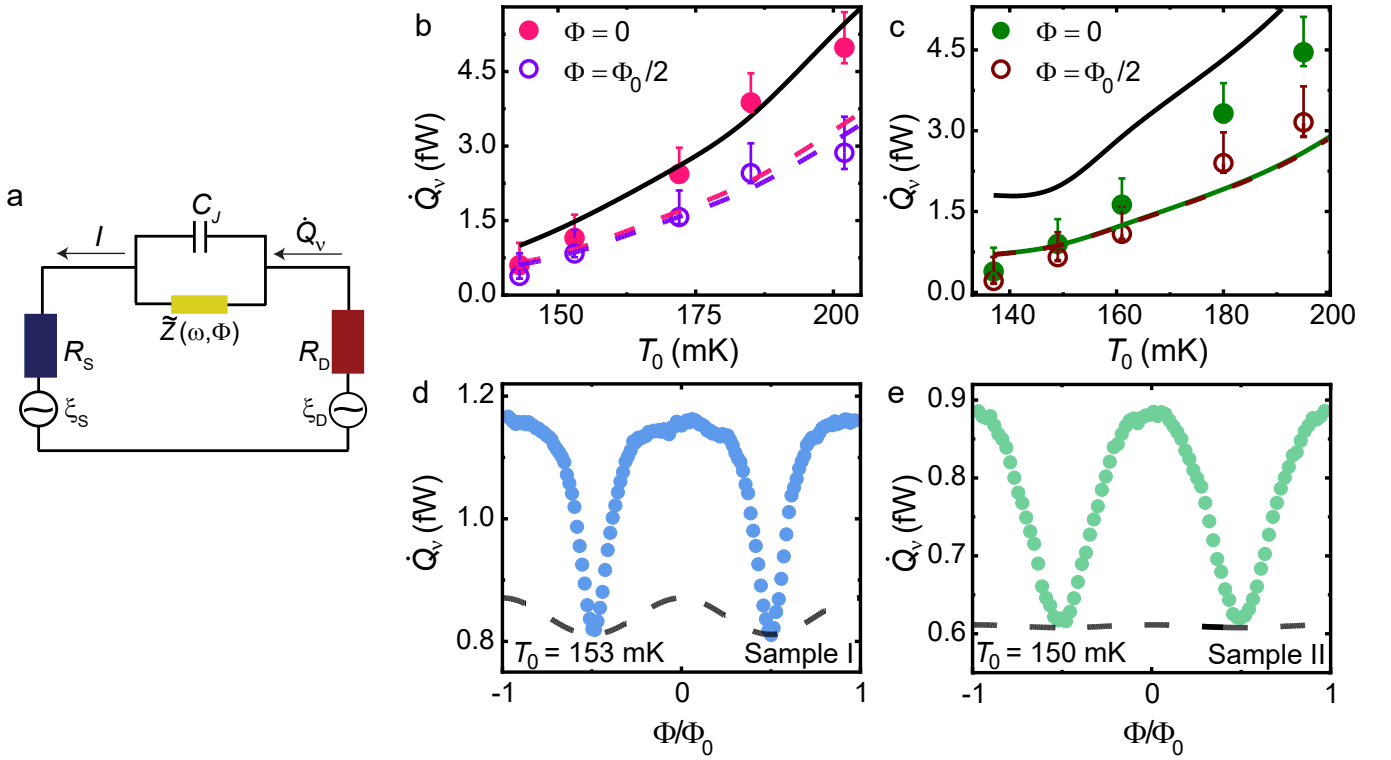 a
I
C_J
Q̇_ν
Z̃(ω,Φ)
R_S
R_D
ξ_S
ξ_D
b
Φ = 0
Φ = Φ_0/2
Q̇_ν (fW)
4.5
3.0
1.5
0.0
150 175 200
T_0 (mK)
c
Φ = 0
Φ = Φ_0/2
Q̇_ν (fW)
4.5
3.0
1.5
0.0
140 160 180 200
T_0 (mK)
d
Q̇_ν (fW)
1.2
1.0
0.8
T_0 = 153 mK Sample I
-1 0 1
Φ/Φ_0
e
Q̇_ν (fW)
0.9
0.8
0.7
0.6
T_0 = 150 mK Sample II
-1 0 1
Φ/Φ_0